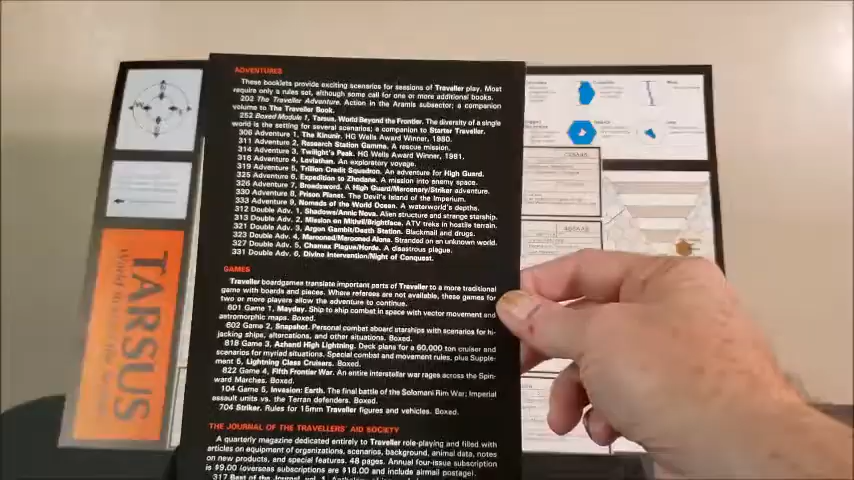 ADVENTURES
These booklets provide exciting scenarios for sessions of Traveller play. Most
require only a rules set, although some call for one or more additional books.
202 The Traveller Adventure. Action in the Aramis subsector; a companion
volume to The Traveller Book.
252 Boxed Module 1, Tarsus, World Beyond the Frontier. The diversity of a single
world is the setting for several scenarios; a companion to Starter Traveller.
306 Adventure 1, The Kinunir. HG Wells Award Winner, 1980.
311 Adventure 2, Research Station Gamma. A rescue mission.
314 Adventure 3, Twilight's Peak. HG Wells Award Winner, 1981.
316 Adventure 4, Leviathan. An exploratory voyage.
319 Adventure 5, Trillion Credit Squadron. An adventure for High Guard.
325 Adventure 6, Expedition to Zhodane. A mission into enemy space.
326 Adventure 7, Broadsword. A High Guard/Mercenary/Striker adventure.
330 Adventure 8, Prison Planet. The Devil's Island of the Imperium.
333 Adventure 9, Nomads of the World Ocean. A waterworld's depths.
312 Double Adv. 1, Shadows/Annic Nova. Alien structure and strange starship.
313 Double Adv. 2, Mission on Mithril/Brightface. ATV treks in hostile terrain.
321 Double Adv. 3, Argon Gambit/Death Station. Blackmail and drugs.
323 Double Adv. 4, Marooned/Marooned Alone. Stranded on an unknown world.
327 Double Adv. 5, Chamax Plague/Horde. A disastrous plague.
331 Double Adv. 6, Divine Intervention/Night of Conquest.
GAMES
Traveller boardgames translate important parts of Traveller to a more traditional
game with boards and pieces. Where referees are not available, these games for
two or more players allow the adventure to continue.
601 Game 1, Mayday. Ship to ship combat in space with vector movement and
astromorphic maps. Boxed.
602 Game 2, Snapshot. Personal combat aboard starships with scenarios for hi-
jacking ships, altercations, and other situations. Boxed.
818 Game 3, Azhanti High Lightning. Deck plans for a 60,000 ton cruiser and
scenarios for myriad situations. Special combat and movement rules, plus Supple-
ment 5, Lightning Class Cruisers. Boxed.
822 Game 4, Fifth Frontier War. An entire interstellar war rages across the Spin-
ward Marches. Boxed.
104 Game 5, Invasion: Earth. The final battle of the Solomani Rim War; Imperial
assault units vs. the Terran defenders. Boxed.
704 Striker. Rules for 15mm Traveller figures and vehicles. Boxed.
THE JOURNAL OF THE TRAVELLERS' AID SOCIETY
A quarterly magazine dedicated entirely to Traveller role-playing and filled with
articles on equipment of organizations, scenarios, background, animal data, notes
on new products, and special features. 48 pages. Annual four-issue subscription
is $9.00 (overseas subscriptions are $18.00 and include airmail postage).
317 Best of the Journal, vol. 1.
TARSUS